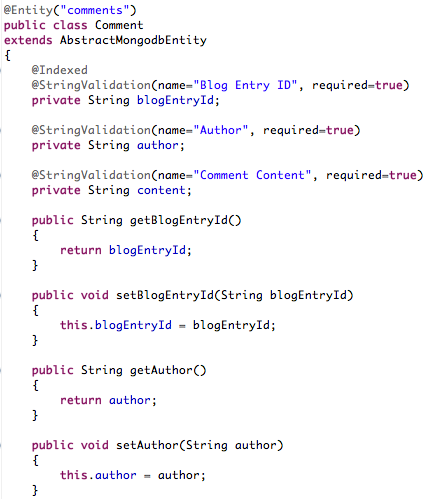 @Entity("comments")
public class Comment
extends AbstractMongodbEntity
{
    @Indexed
    @StringValidation(name="Blog Entry ID", required=true)
    private String blogEntryId;

    @StringValidation(name="Author", required=true)
    private String author;

    @StringValidation(name="Comment Content", required=true)
    private String content;

    public String getBlogEntryId()
    {
        return blogEntryId;
    }

    public void setBlogEntryId(String blogEntryId)
    {
        this.blogEntryId = blogEntryId;
    }

    public String getAuthor()
    {
        return author;
    }

    public void setAuthor(String author)
    {
        this.author = author;
    }